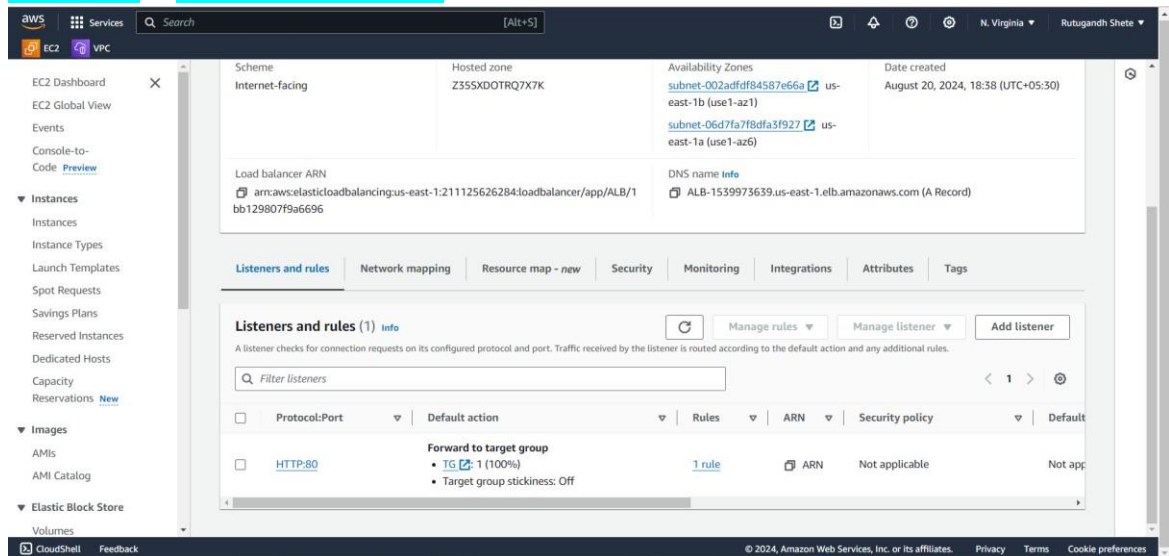 aws Services Search [Alt+S] N. Virginia Rutugandh Shete
EC2 VPC
EC2 Dashboard
EC2 Global View
Events
Console-to-
Code Preview
Instances
Instances
Instance Types
Launch Templates
Spot Requests
Savings Plans
Reserved Instances
Dedicated Hosts
Capacity
Reservations New
Images
AMIs
AMI Catalog
Elastic Block Store
Volumes
Scheme
Internet-facing
Hosted zone
Z35SXDOTRQ7X7K
Availability Zones
subnet-002adfdf84587e66a us-
east-1b (use1-az1)
subnet-06d7fa7f8dfa3f927 us-
east-1a (use1-az6)
Date created
August 20, 2024, 18:38 (UTC+05:30)
Load balancer ARN
arn:aws:elasticloadbalancing:us-east-1:211125626284:loadbalancer/app/ALB/1
bb129807f9a6696
DNS name Info
ALB-1539973639.us-east-1.elb.amazonaws.com (A Record)
Listeners and rules Network mapping Resource map - new Security Monitoring Integrations Attributes Tags
Listeners and rules (1) Info Manage rules Manage listener Add listener
A listener checks for connection requests on its configured protocol and port. Traffic received by the listener is routed according to the default action and any additional rules.
Filter listeners 1
Protocol:Port Default action Rules ARN Security policy Default
Forward to target group
HTTP:80 • TG : 1 (100%) 1 rule ARN Not applicable Not app
• Target group stickiness: Off
CloudShell Feedback © 2024, Amazon Web Services, Inc. or its affiliates. Privacy Terms Cookie preferences